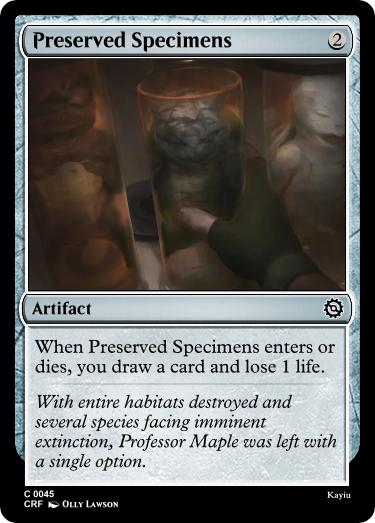 Preserved Specimens 2
Artifact
When Preserved Specimens enters or
dies, you draw a card and lose 1 life.
With entire habitats destroyed and
several species facing imminent
extinction, Professor Maple was left with
a single option.
C 0045
CRF Olly Lawson
Kayiu